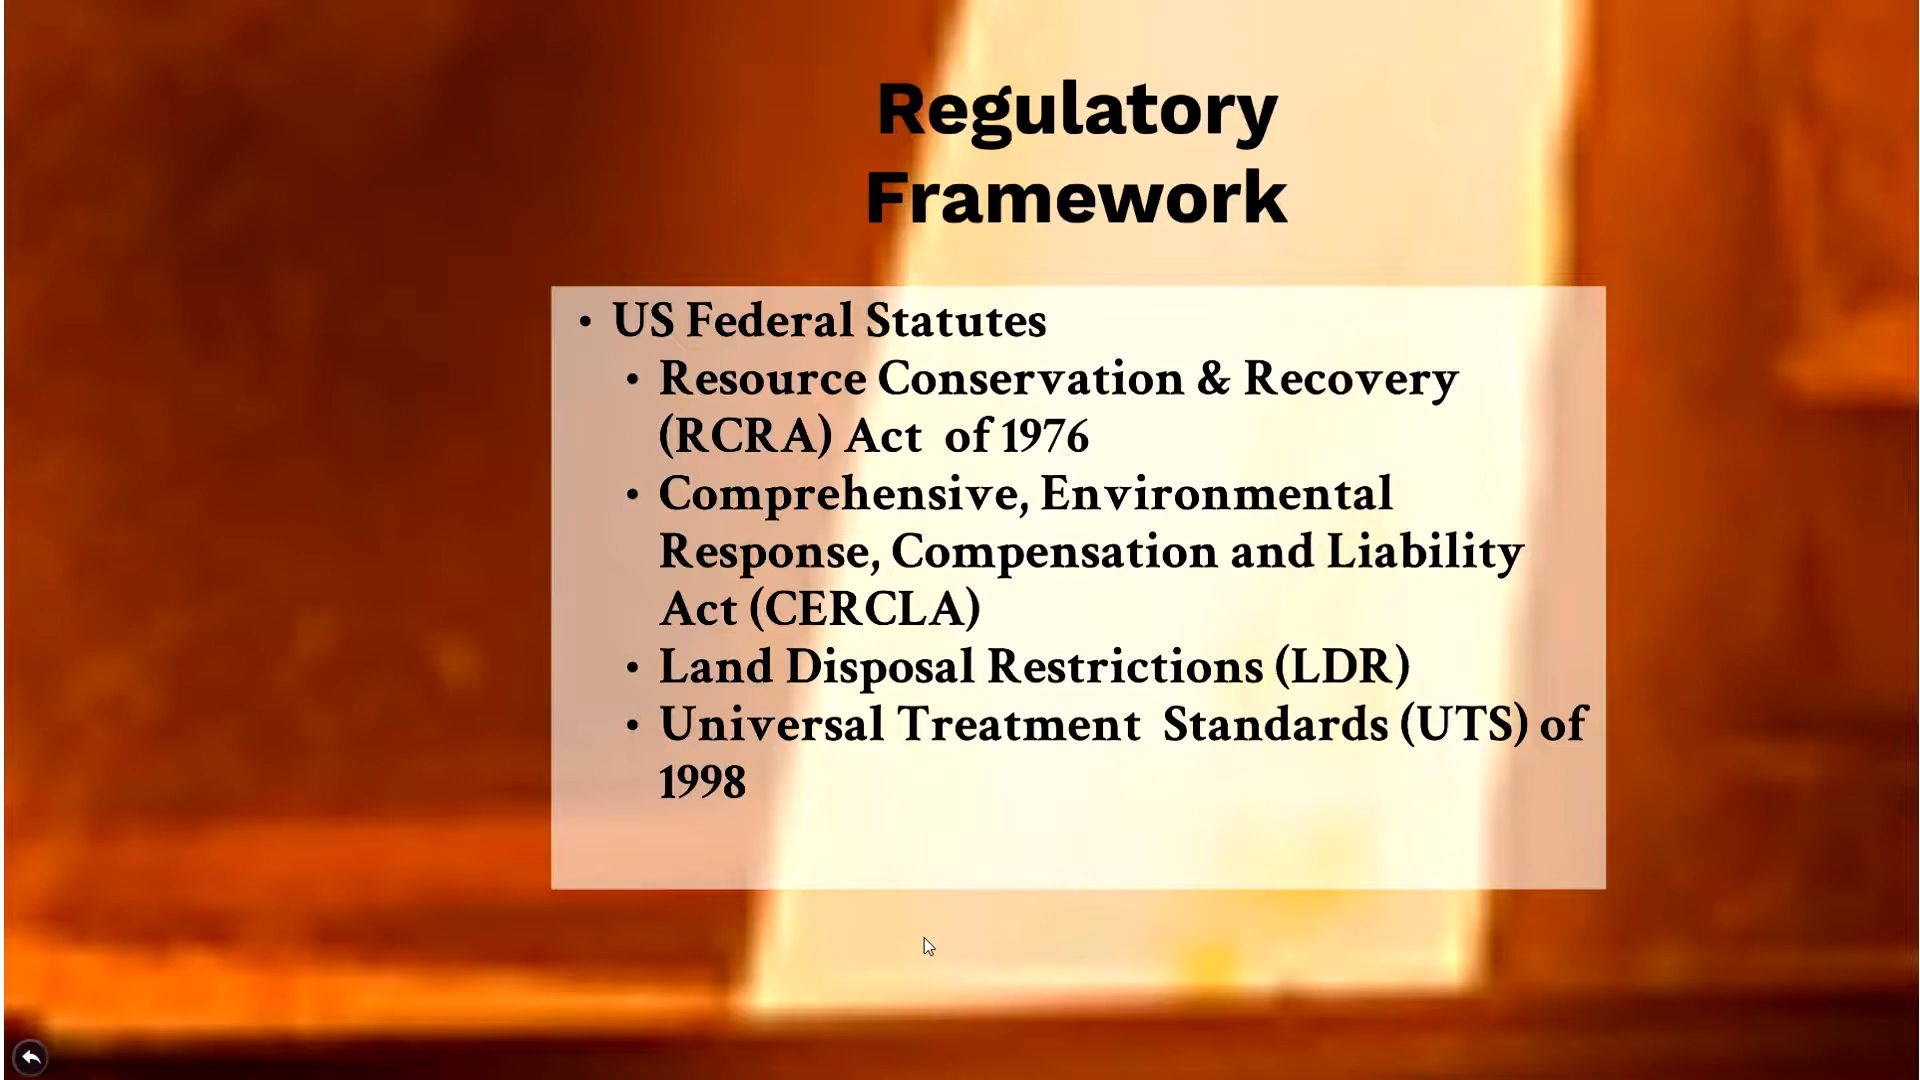 Regulatory
Framework
• US Federal Statutes
• Resource Conservation & Recovery
(RCRA) Act  of 1976
• Comprehensive, Environmental
Response, Compensation and Liability
Act (CERCLA)
• Land Disposal Restrictions (LDR)
• Universal Treatment  Standards (UTS) of
1998